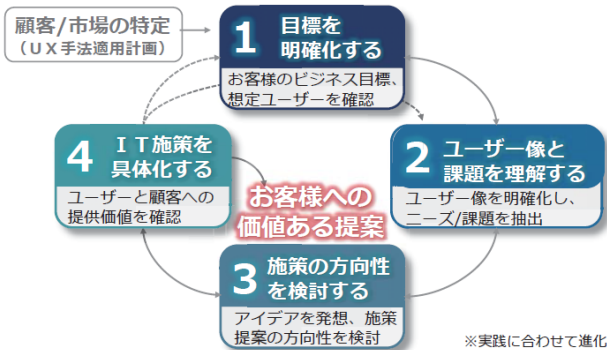 顧客/市場の特定
（ＵＸ手法適用計画）
1 目標を
明確化する
お客様のビジネス目標、
想定ユーザーを確認
2 ユーザー像と
課題を理解する
ユーザー像を明確化し、
ニーズ/課題を抽出
3 施策の方向性
を検討する
アイデアを発想、施策
提案の方向性を検討
4 ＩＴ施策を
具体化する
ユーザーと顧客への
提供価値を確認
お客様への
価値ある提案
※実践に合わせて進化